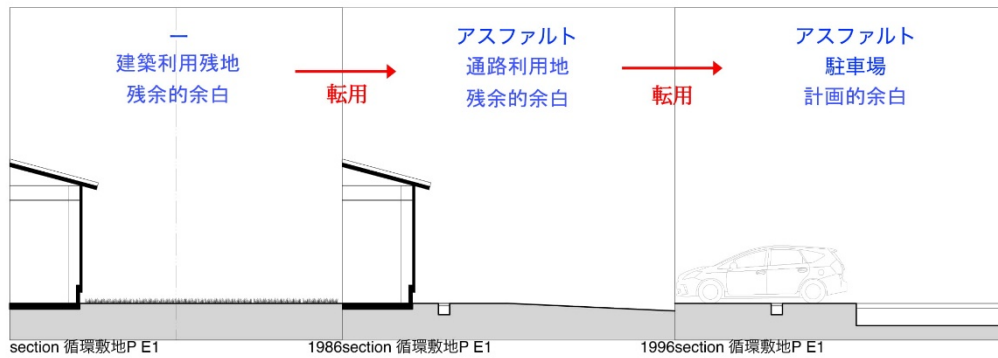 ー
建築利用残地
残余的余白
転用
アスファルト
通路利用地
残余的余白
転用
アスファルト
駐車場
計画的余白
section 循環敷地P E1
1986section 循環敷地P E1
1996section 循環敷地P E1